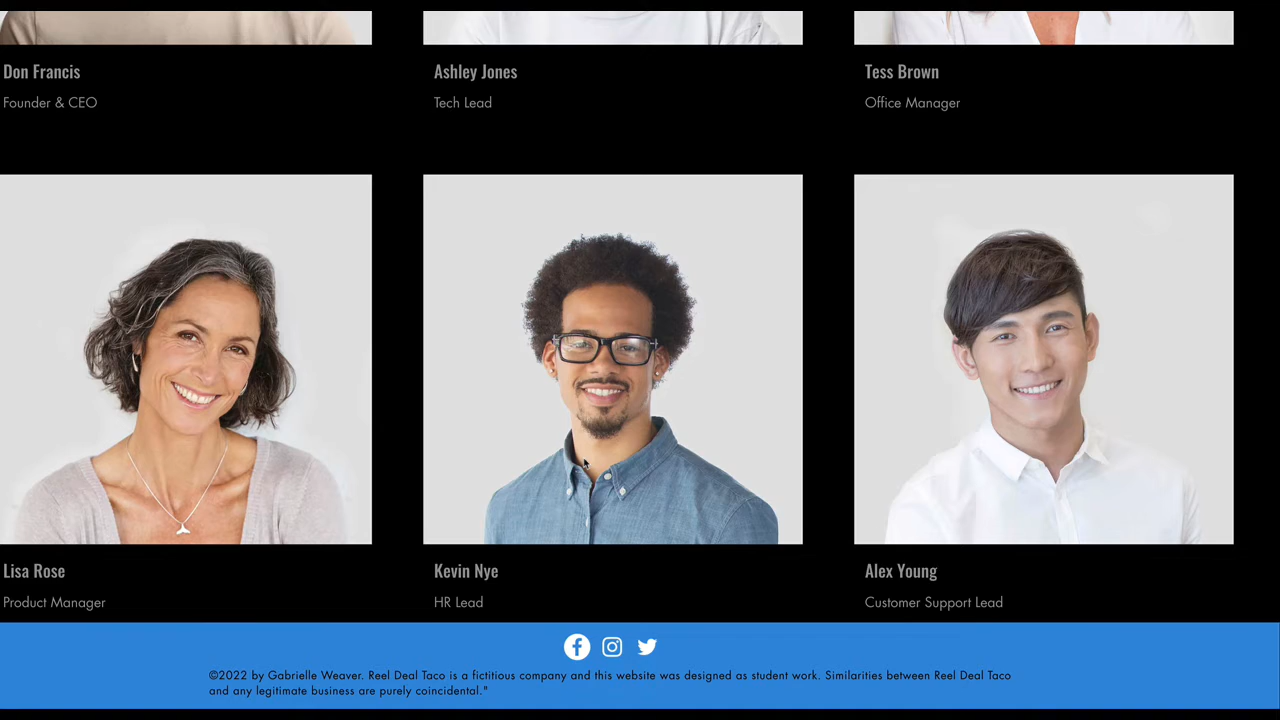 Don Francis
Ashley Jones
Tess Brown
Founder & CEO
Tech Lead
Office Manager
Lisa Rose
Kevin Nye
Alex Young
Product Manager
HR Lead
Customer Support Lead
©2022 by Gabrielle Weaver. Reel Deal Taco is a fictitious company and this website was designed as student work. Similarities between Reel Deal Taco
and any legitimate business are purely coincidental."